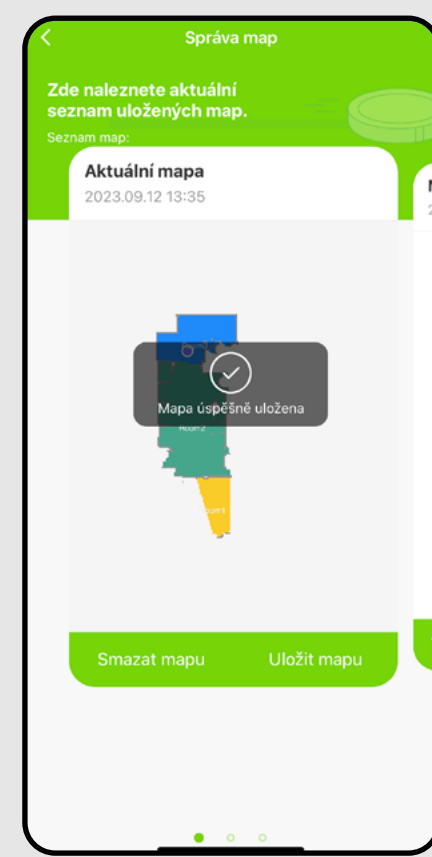 Správa map
Zde naleznete aktuální
seznam uložených map.
Seznam map:
Aktuální mapa
2023.09.12 13:35
Mapa úspěšně uložena
Room2
Smazat mapu
Uložit mapu